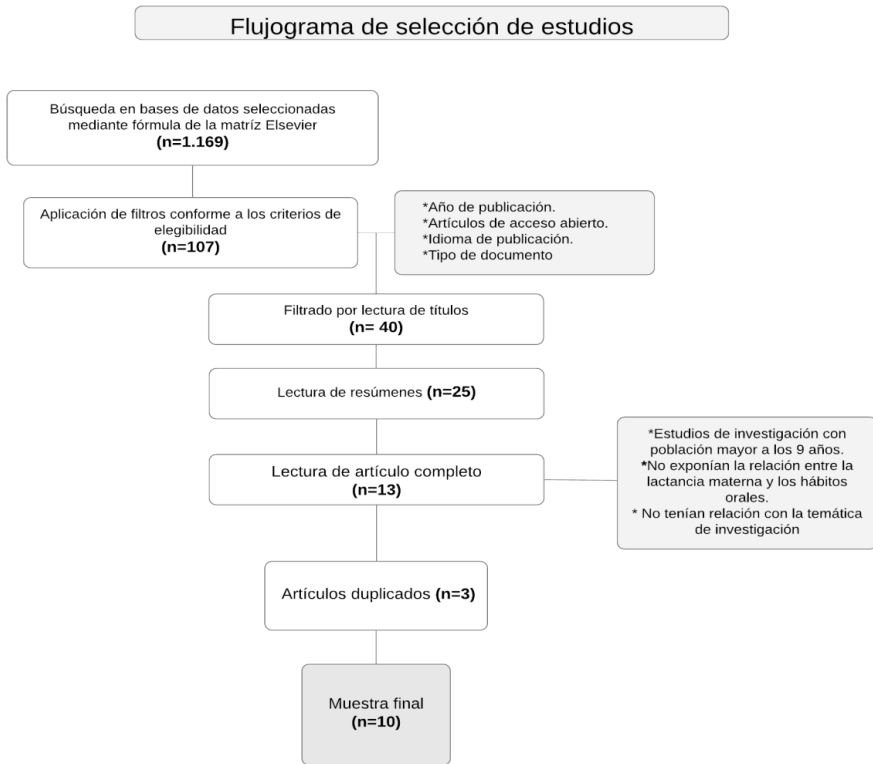 Flujograma de selección de estudios
Búsqueda en bases de datos seleccionadas
mediante fórmula de la matríz Elsevier
(n=1.169)
Aplicación de filtros conforme a los criterios de
elegibilidad
(n=107)
*Año de publicación.
*Artículos de acceso abierto.
*Idioma de publicación.
*Tipo de documento
Filtrado por lectura de títulos
(n= 40)
Lectura de resúmenes (n=25)
Lectura de artículo completo
(n=13)
*Estudios de investigación con
población mayor a los 9 años.
*No exponían la relación entre la
lactancia materna y los hábitos
orales.
* No tenían relación con la temática
de investigación
Artículos duplicados (n=3)
Muestra final
(n=10)